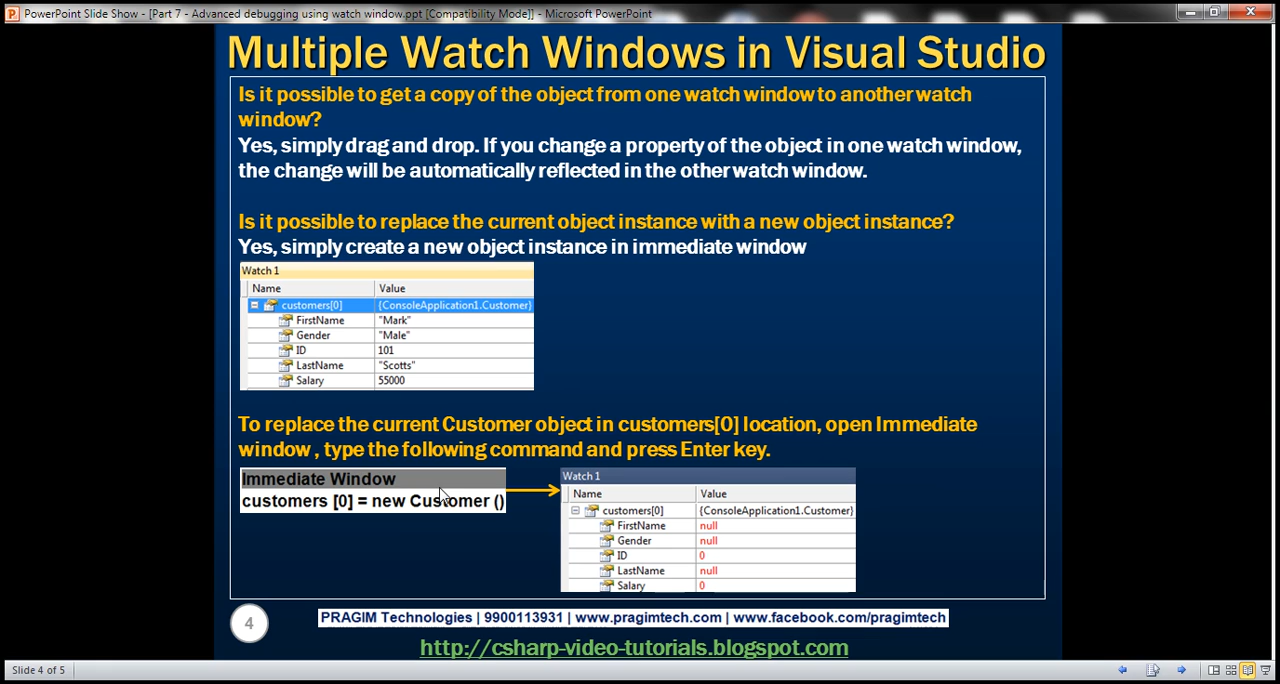 PowerPoint Slide Show - [Part 7 - Advanced debugging using watch window.ppt [Compatibility Mode]] - Microsoft PowerPoint
Multiple Watch Windows in Visual Studio
Is it possible to get a copy of the object from one watch window to another watch
window?
Yes, simply drag and drop. If you change a property of the object in one watch window,
the change will be automatically reflected in the other watch window.
Is it possible to replace the current object instance with a new object instance?
Yes, simply create a new object instance in immediate window
Watch 1
Name Value
customers[0] {ConsoleApplication1.Customer}
FirstName "Mark"
Gender "Male"
ID 101
LastName "Scotts"
Salary 55000
To replace the current Customer object in customers[0] location, open Immediate
window , type the following command and press Enter key.
Immediate Window
customers [0] = new Customer ()
Watch 1
Name Value
customers[0] {ConsoleApplication1.Customer}
FirstName null
Gender null
ID 0
LastName null
Salary 0
4
PRAGIM Technologies | 9900113931 | www.pragimtech.com | www.facebook.com/pragimtech
http://csharp-video-tutorials.blogspot.com
Slide 4 of 5